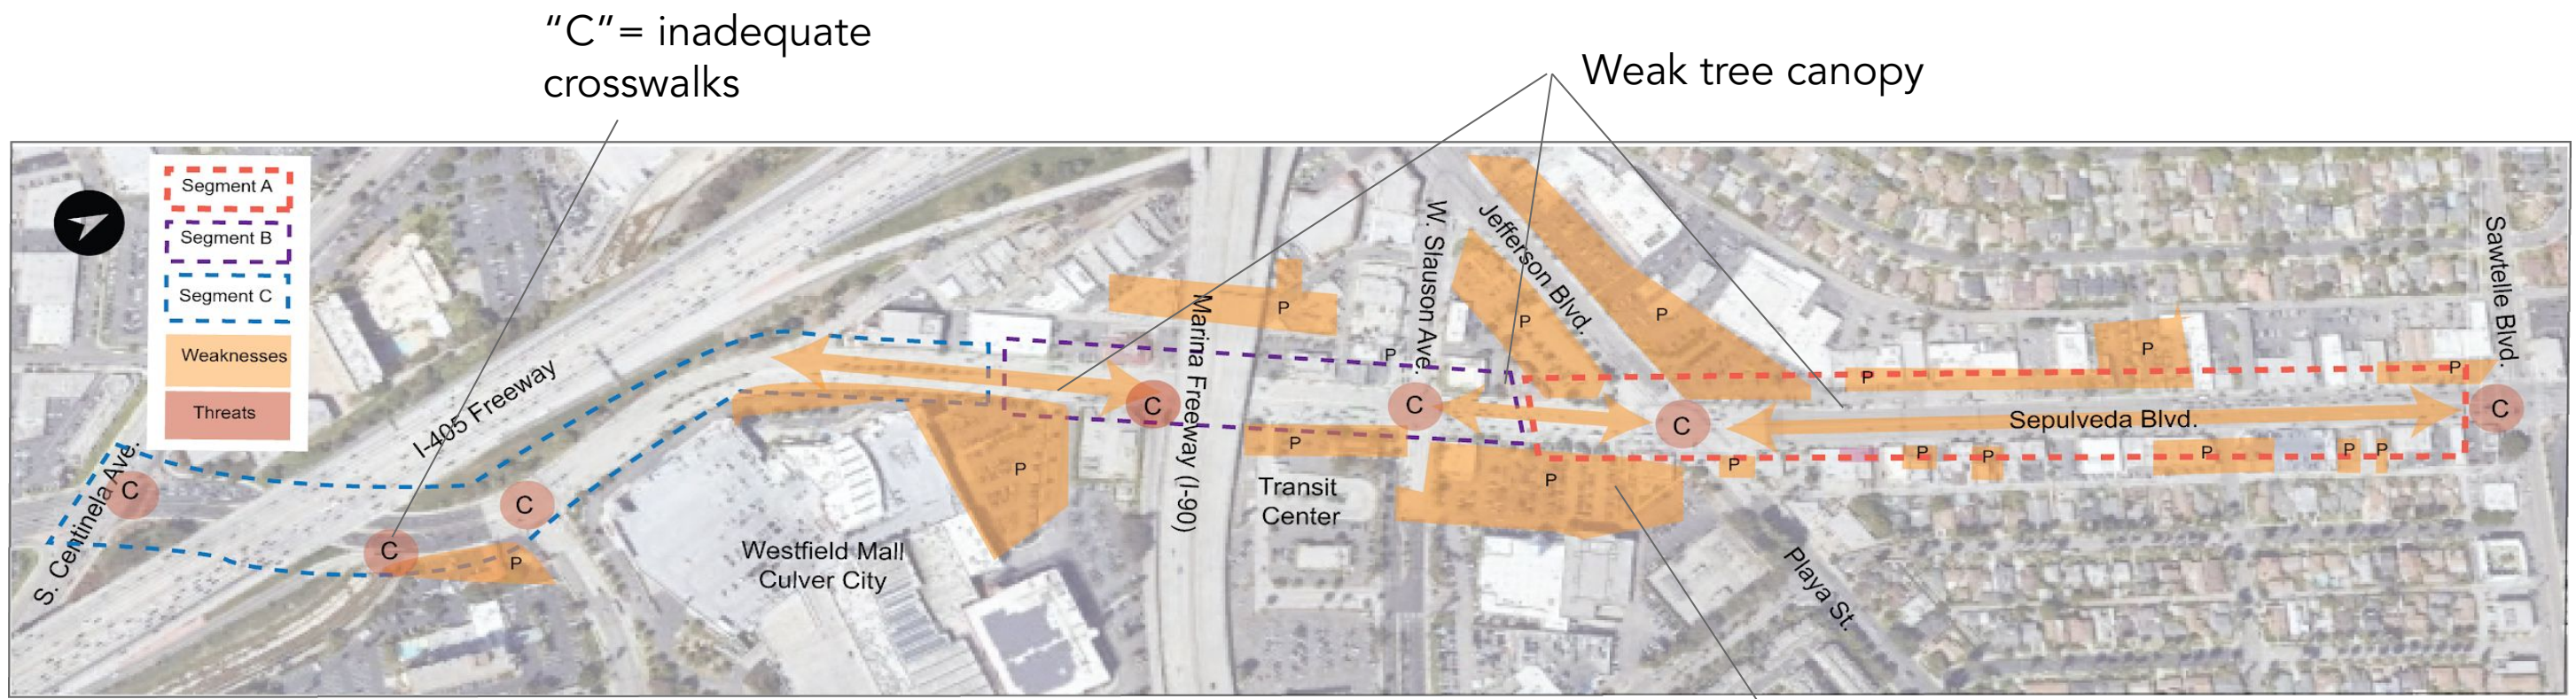 “C”= inadequate
crosswalks
Weak tree canopy
Segment A
Segment B
Segment C
Weaknesses
Threats
S. Centinela Ave.
C
I-405 Freeway
C
C
P
Westfield Mall
Culver City
P
C
Marina Freeway (I-90)
P
P
Transit
Center
P
W. Slauson Ave.
C
Jefferson Blvd.
P
P
P
C
P
Playa St.
P
Sepulveda Blvd.
P
P
P
P
P
P
P
Sawtelle Blvd.
C